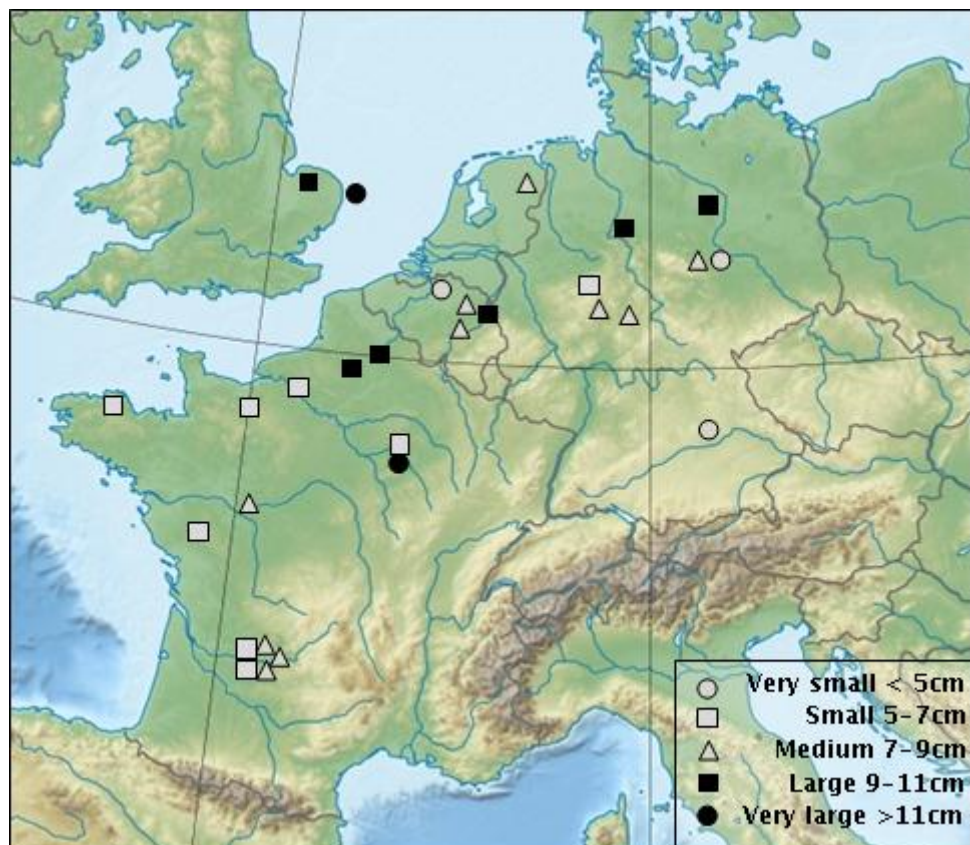 Very small < 5cm
Small 5-7cm
Medium 7-9cm
Large 9-11cm
Very large >11cm